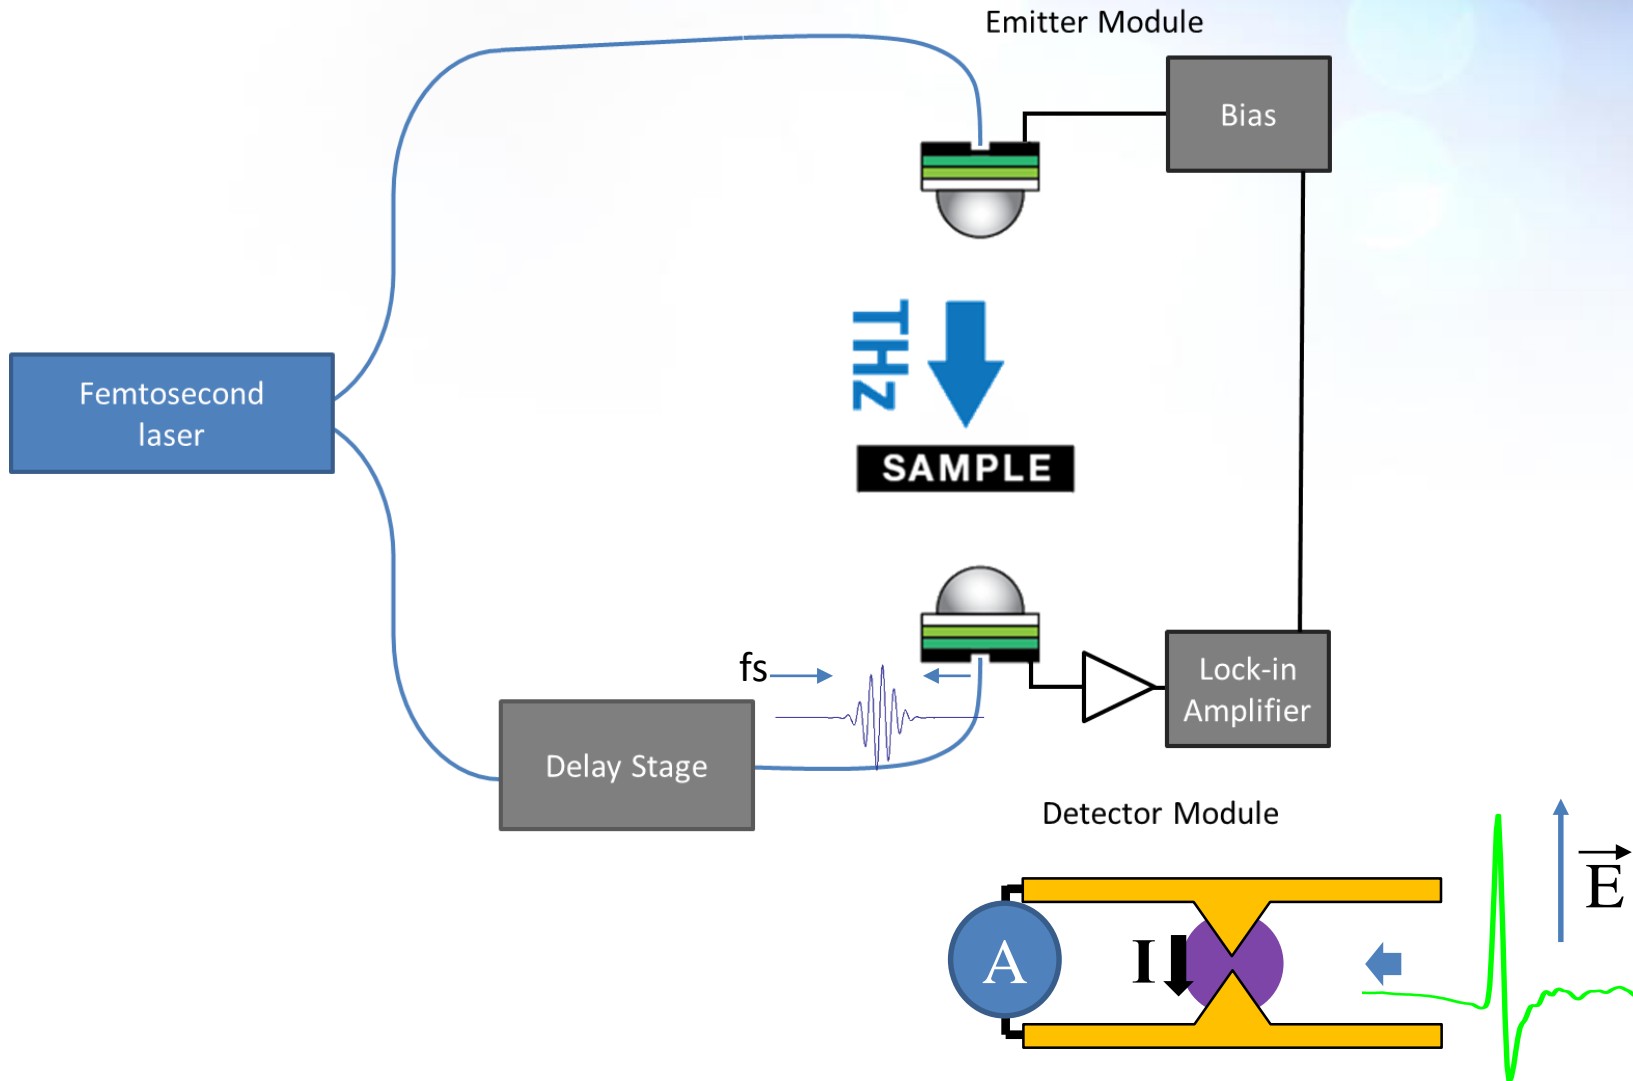 Emitter Module
Bias
THz
Femtosecond
laser
SAMPLE
fs
Lock-in
Amplifier
Delay Stage
Detector Module
E
A
I